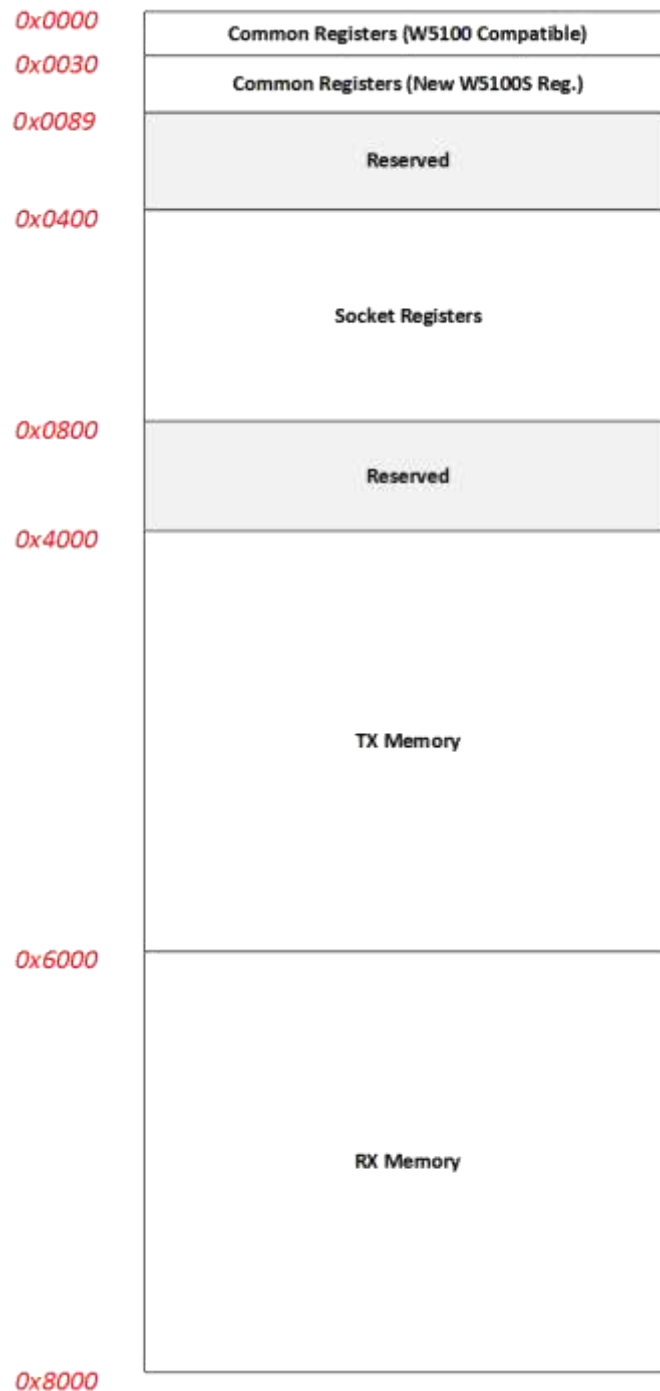 0x0000
Common Registers (W5100 Compatible)
0x0030
Common Registers (New W5100S Reg.)
0x0089
Reserved
0x0400
Socket Registers
0x0800
Reserved
0x4000
TX Memory
0x6000
RX Memory
0x8000